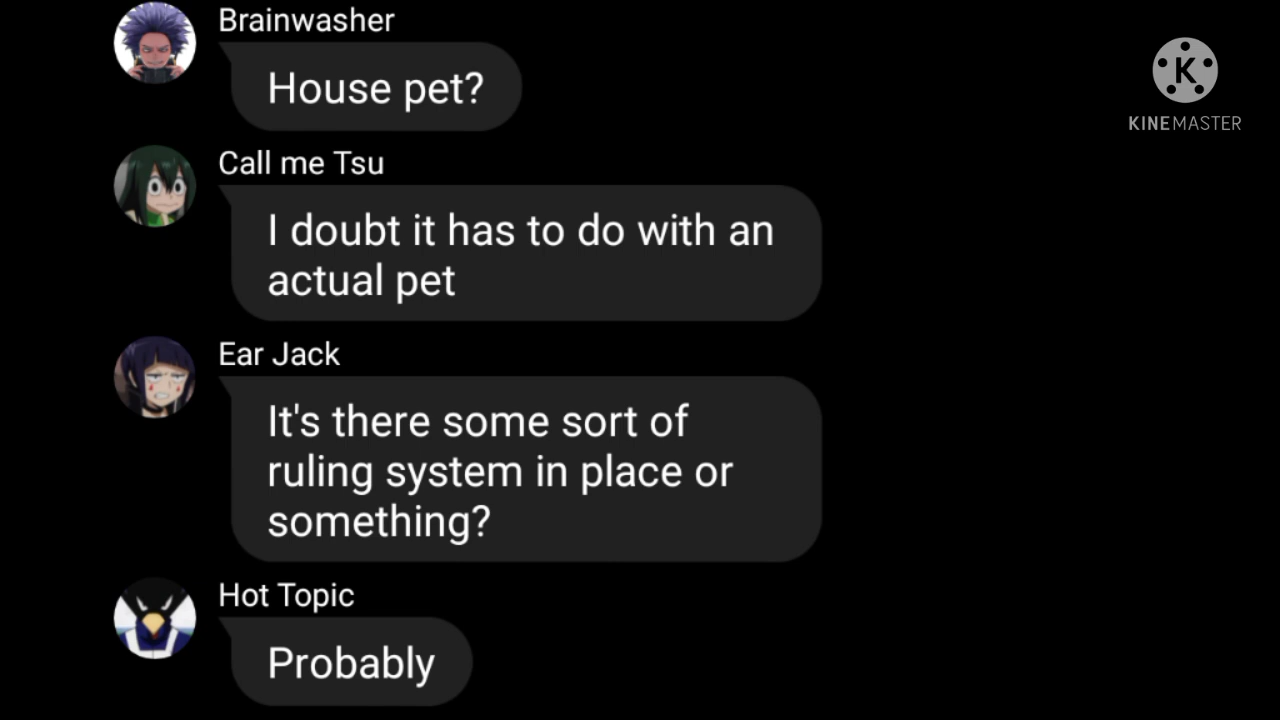 Brainwasher
House pet?
K
KINEMASTER
Call me Tsu
I doubt it has to do with an
actual pet
Ear Jack
It's there some sort of
ruling system in place or
something?
Hot Topic
Probably